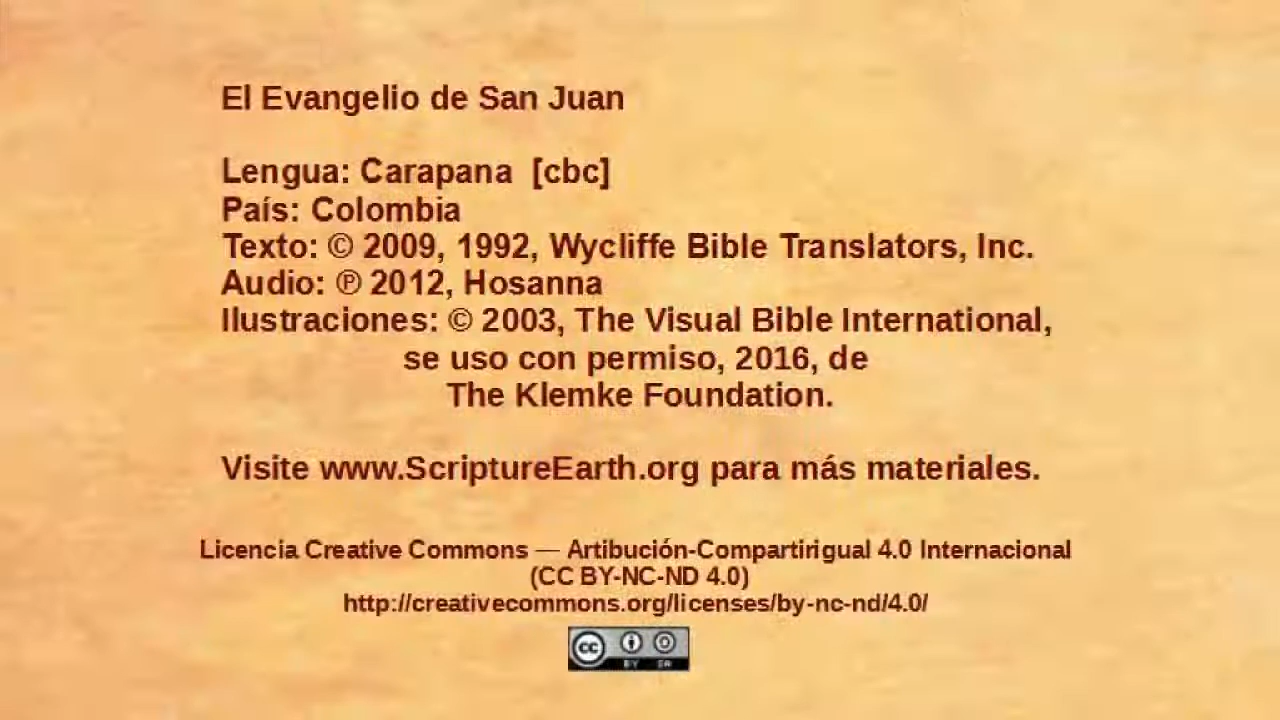 El Evangelio de San Juan
Lengua: Carapana [cbc]
País: Colombia
Texto: © 2009, 1992, Wycliffe Bible Translators, Inc.
Audio: ℗ 2012, Hosanna
Ilustraciones: © 2003, The Visual Bible International,
se uso con permiso, 2016, de
The Klemke Foundation.
Visite www.ScriptureEarth.org para más materiales.
Licencia Creative Commons — Artibución-Compartirigual 4.0 Internacional
(CC BY-NC-ND 4.0)
http://creativecommons.org/licenses/by-nc-nd/4.0/
cc BY SA